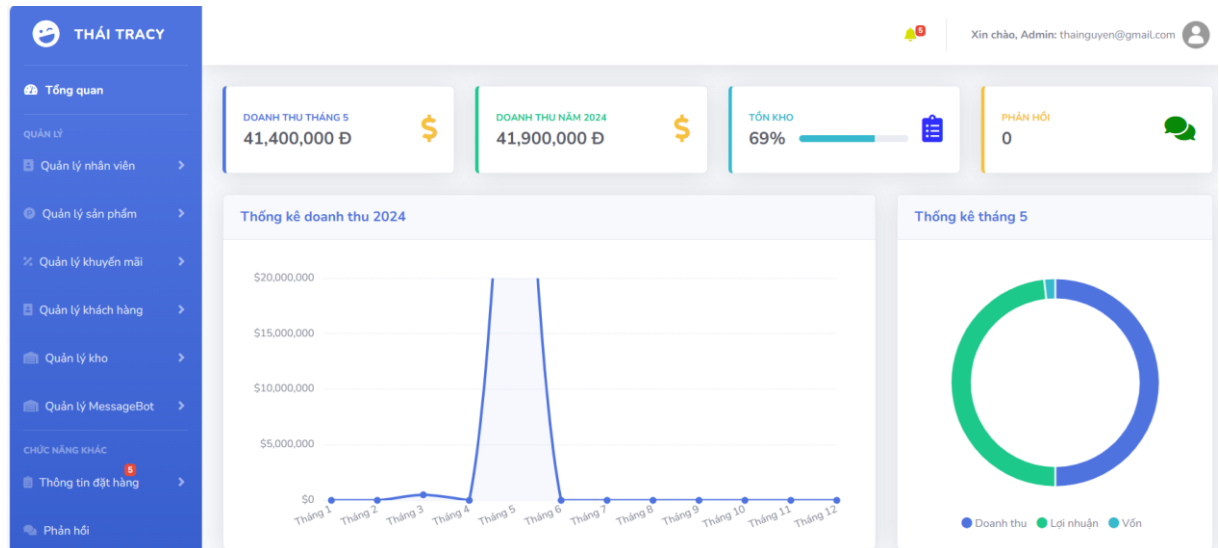 THÁI TRACY
5
Xin chào, Admin: thainguyen@gmail.com
Tổng quan
QUẢN LÝ
Quản lý nhân viên
Quản lý sản phẩm
Quản lý khuyến mãi
Quản lý khách hàng
Quản lý kho
Quản lý MessageBot
CHỨC NĂNG KHÁC
5
Thông tin đặt hàng
Phản hồi
DOANH THU THÁNG 5
41,400,000 Đ
DOANH THU NĂM 2024
41,900,000 Đ
TỒN KHO
69%
PHẢN HỒI
0
Thống kê doanh thu 2024
$20,000,000
$15,000,000
$10,000,000
$5,000,000
$0
Tháng 1 Tháng 2 Tháng 3 Tháng 4 Tháng 5 Tháng 6 Tháng 7 Tháng 8 Tháng 9 Tháng 10 Tháng 11 Tháng 12
Thống kê tháng 5
Doanh thu Lợi nhuận Vốn